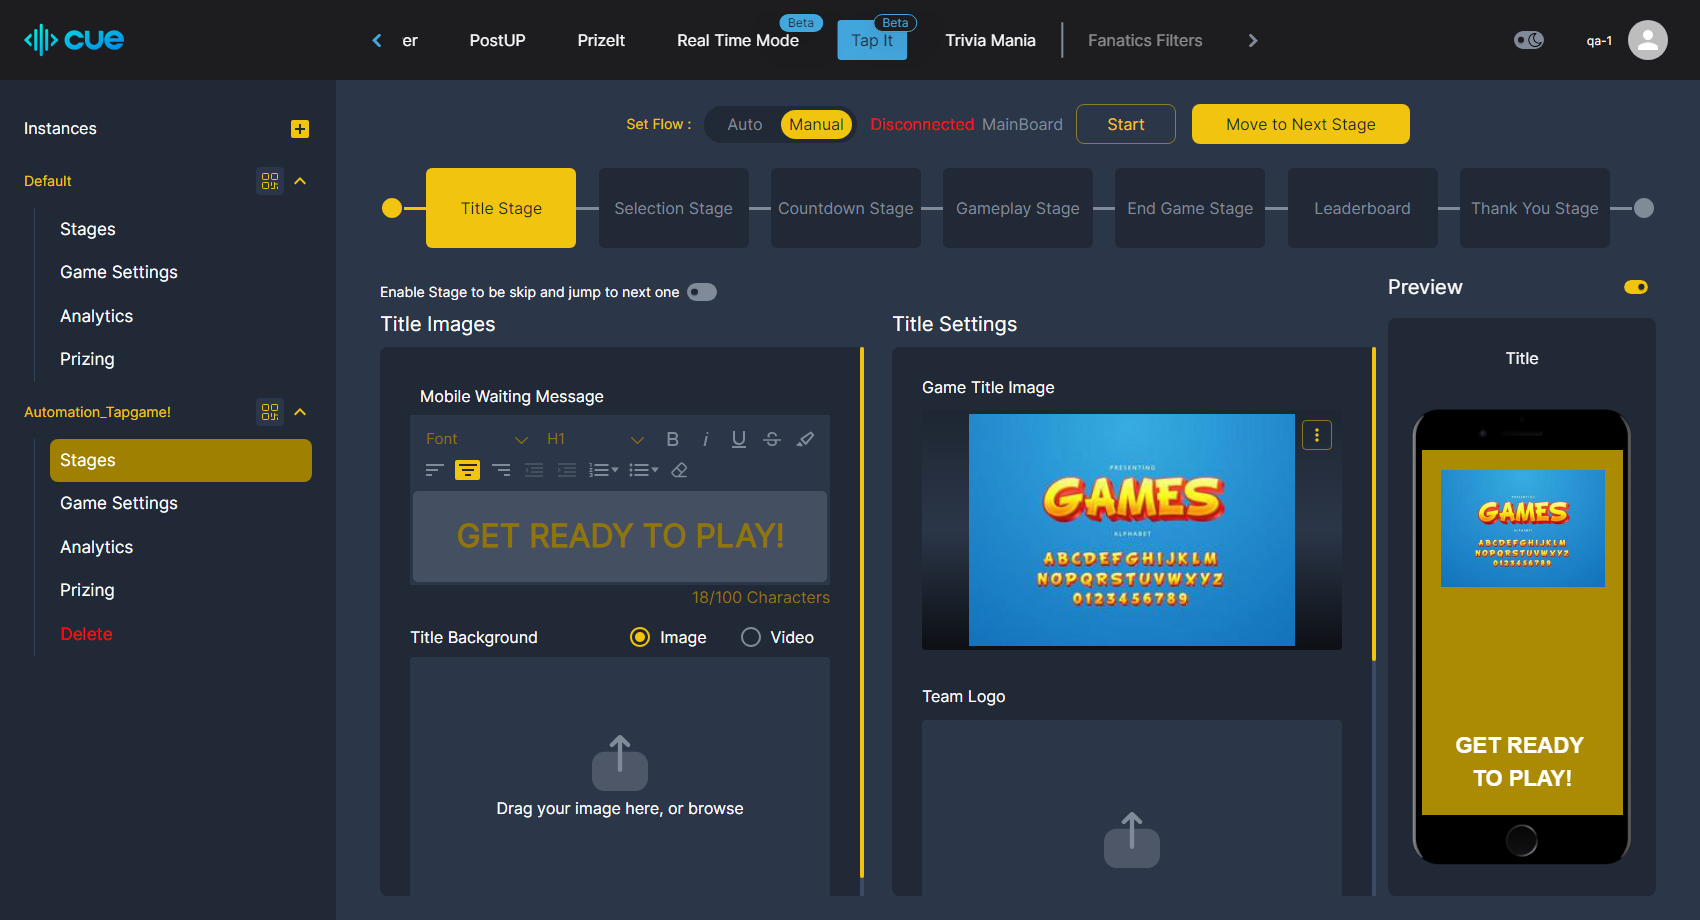 cue
er
PostUP
PrizeIt
Real Time Mode
Beta
Tap It
Beta
Trivia Mania
Fanatics Filters
qa-1
Instances
Default
Stages
Game Settings
Analytics
Prizing
Automation_Tapgame!
Stages
Game Settings
Analytics
Prizing
Delete
Set Flow :
Auto
Manual
Disconnected MainBoard
Start
Move to Next Stage
Title Stage
Selection Stage
Countdown Stage
Gameplay Stage
End Game Stage
Leaderboard
Thank You Stage
Enable Stage to be skip and jump to next one
Title Images
Mobile Waiting Message
Font
H1
B
i
U
S
GET READY TO PLAY!
18/100 Characters
Title Background
Image
Video
Drag your image here, or browse
Title Settings
Game Title Image
PRESENTING
GAMES
ALPHABET
ABCDEFGHIJKLM
NOPQRSTUVWXYZ
0123456789
Team Logo
Preview
Title
PRESENTING
GAMES
ALPHABET
ABCDEFGHIJKLM
NOPQRSTUVWXYZ
0123456789
GET READY
TO PLAY!